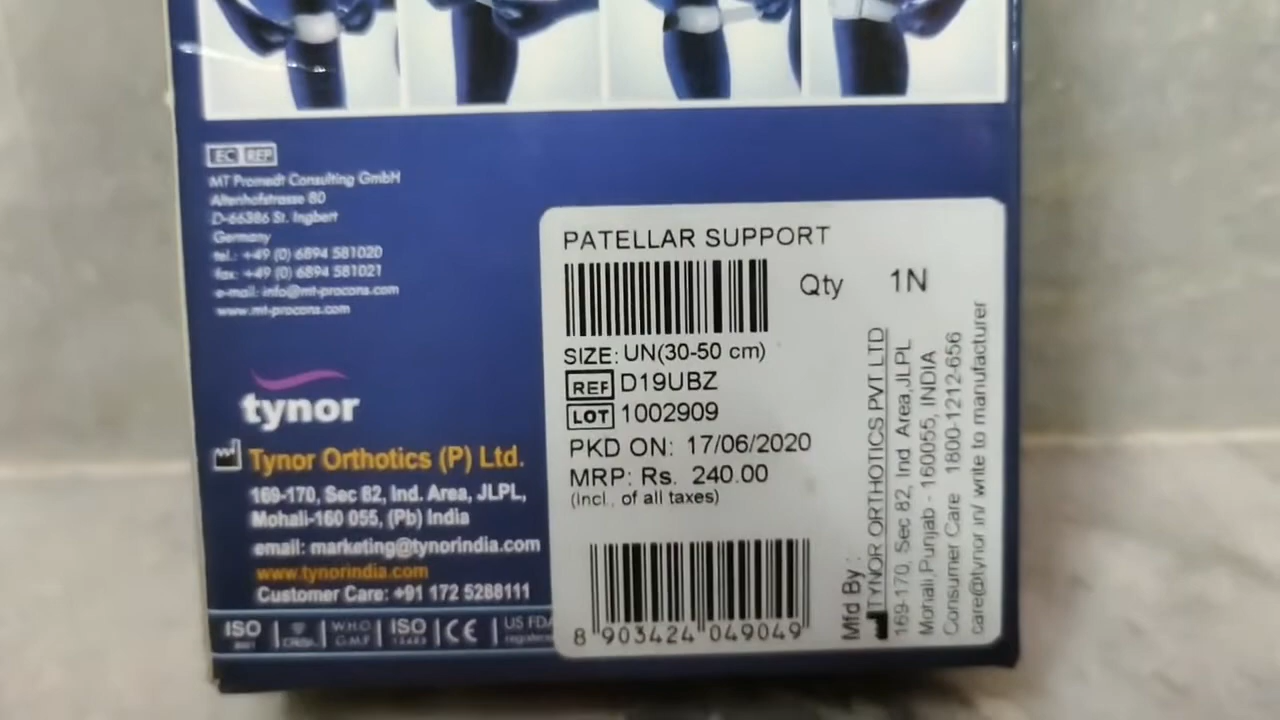 EC REP
MT Promedt Consulting GmbH
Altenhofstrasse 80
D-66386 St. Ingbert
Germany
tel.: +49 (0) 6894 581020
fax: +49 (0) 6894 581021
e-mail: info@mt-procons.com
www.mt-procons.com
tynor
Tynor Orthotics (P) Ltd.
169-170, Sec 82, Ind. Area, JLPL,
Mohali-160 055, (Pb) India
email: marketing@tynorindia.com
www.tynorindia.com
Customer Care: +91 172 5288111
ISO
WHO
GMP
ISO
CE
US FDA
PATELLAR SUPPORT
Qty 1N
SIZE: UN(30-50 cm)
REF D19UBZ
LOT 1002909
PKD ON: 17/06/2020
MRP: Rs. 240.00
(Incl. of all taxes)
8 903424 049049
Mfd By :
TYNOR ORTHOTICS PVT LTD
169-170, Sec 82, Ind. Area,JLPL
Mohali,Punjab - 160055, INDIA
Consumer Care 1800-1212-656
care@tynor in/ write to manufacturer